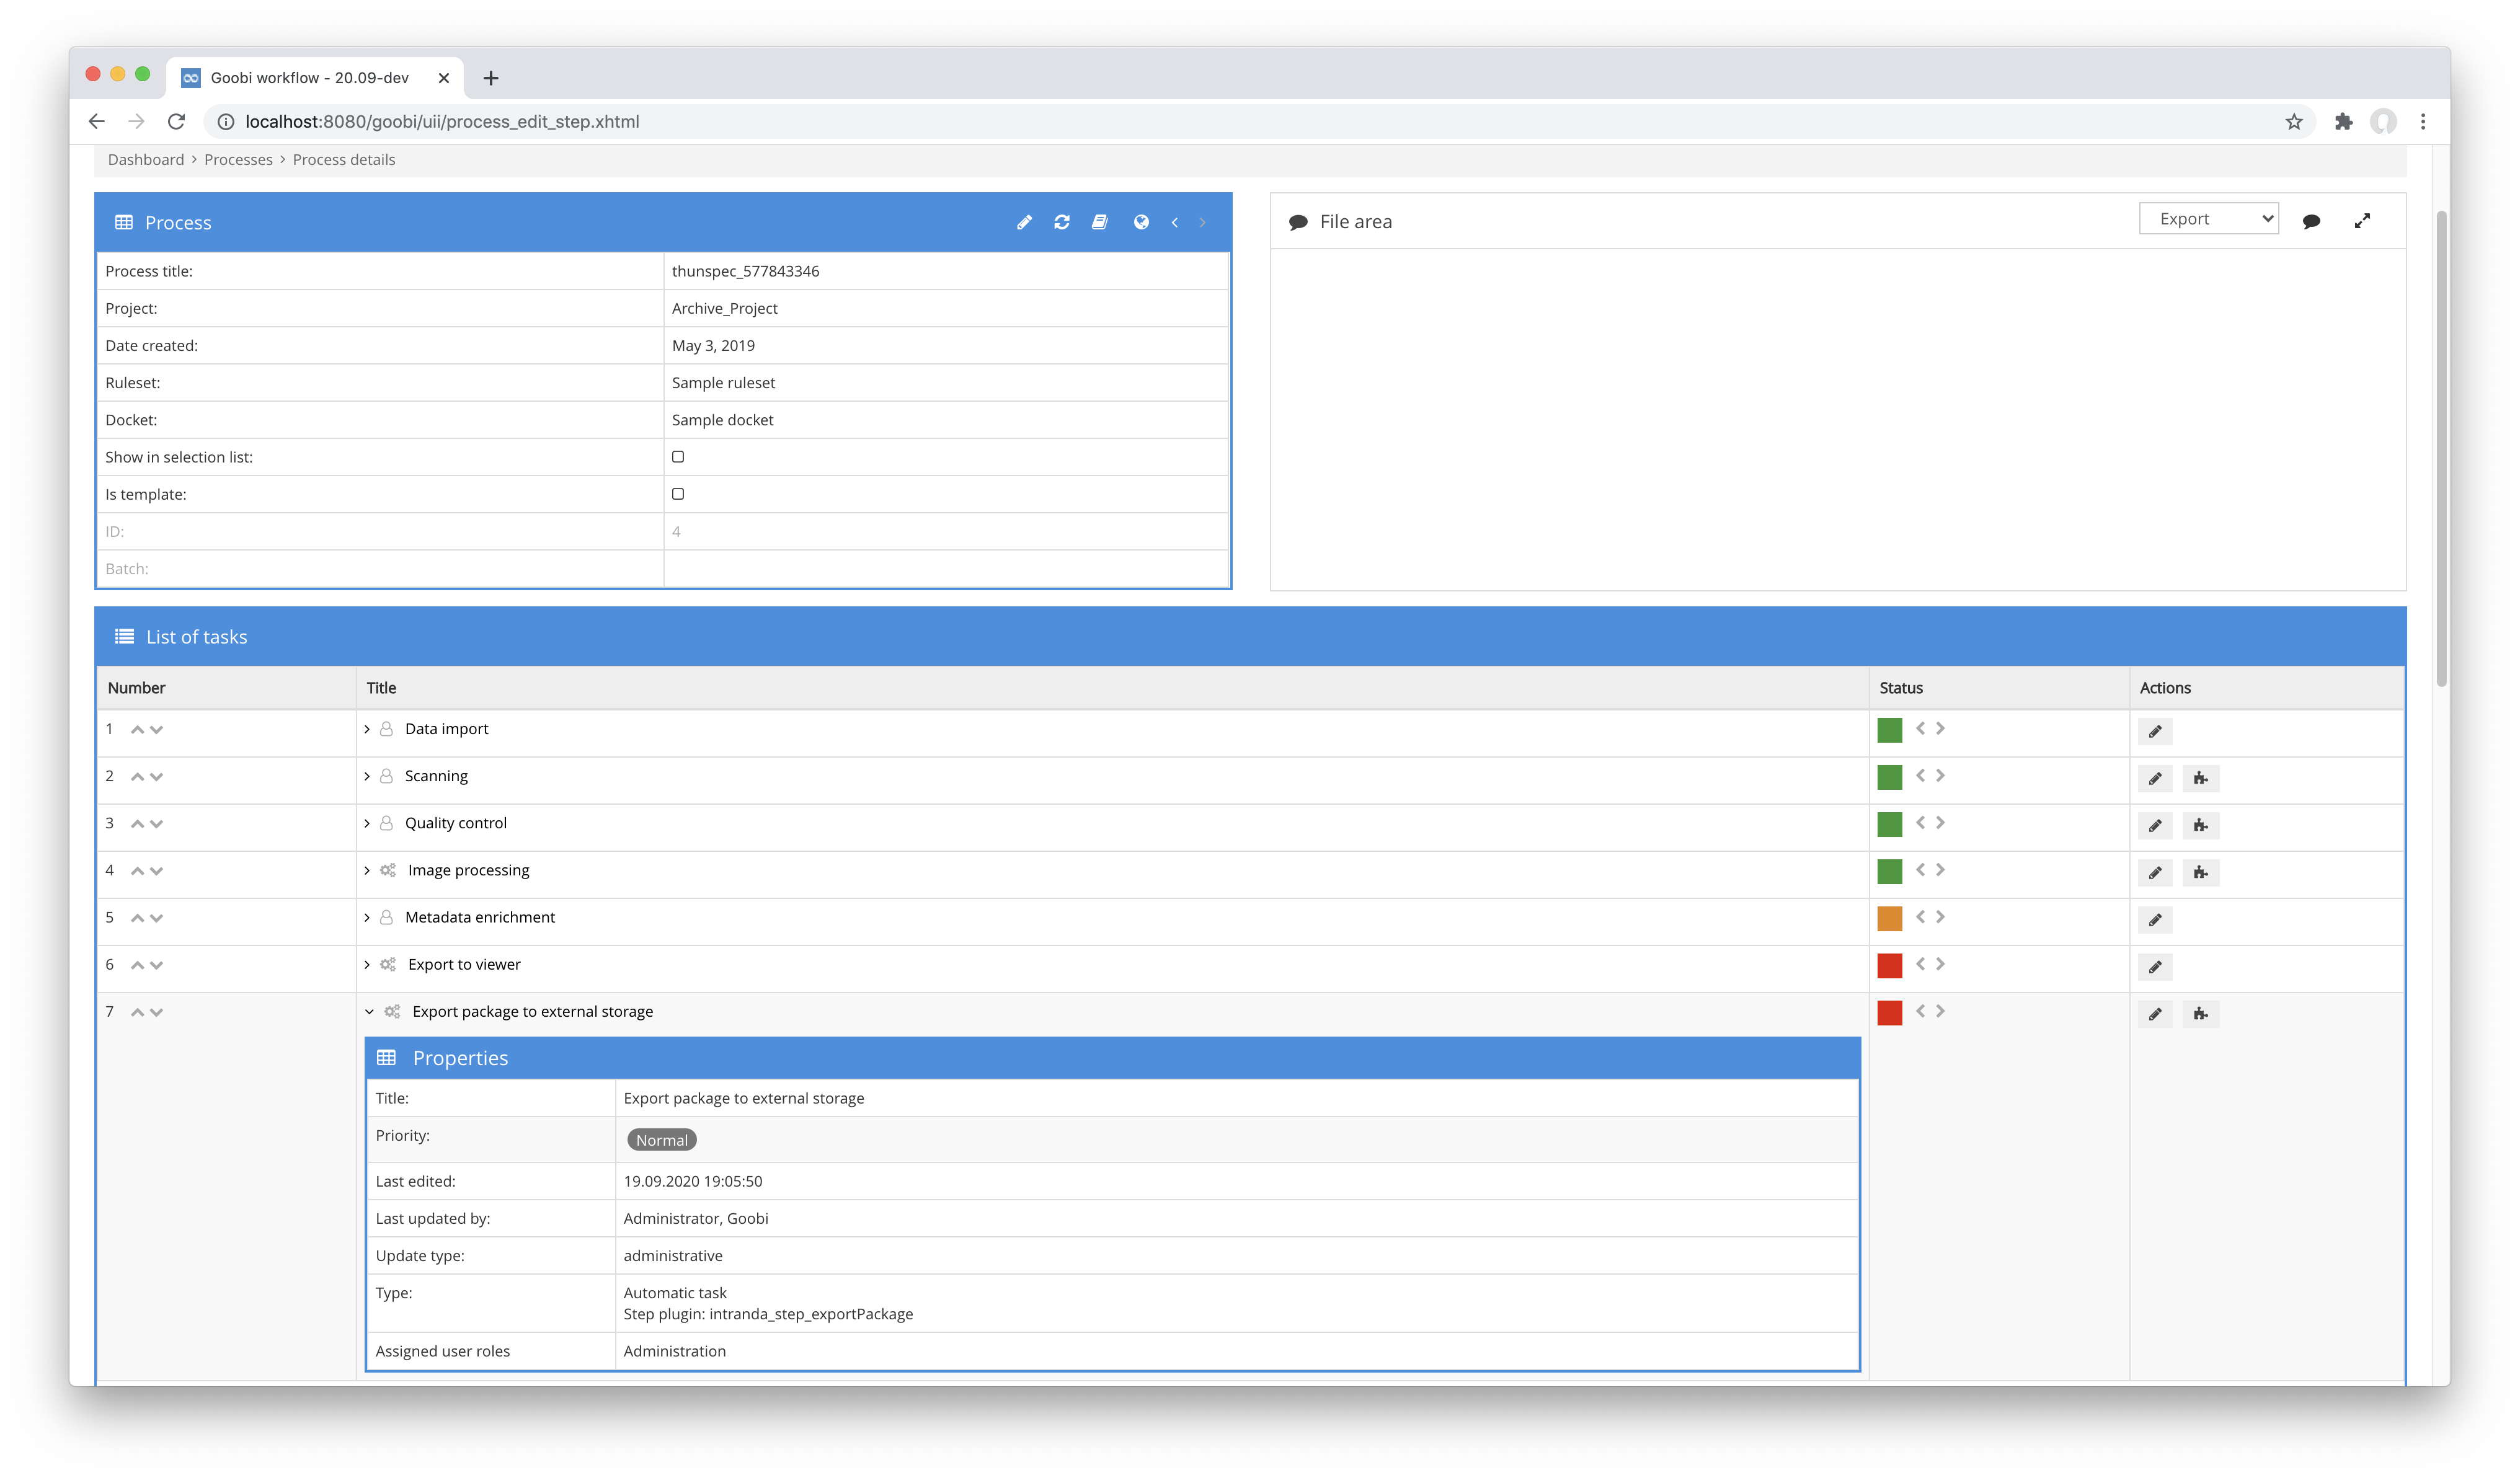 Goobi workflow - 20.09-dev
localhost:8080/goobi/uii/process_edit_step.xhtml
Dashboard › Processes › Process details
Process
Process title: thunspec_577843346
Project: Archive_Project
Date created: May 3, 2019
Ruleset: Sample ruleset
Docket: Sample docket
Show in selection list:
Is template:
ID: 4
Batch:
File area
Export
List of tasks
Number Title Status Actions
1 Data import
2 Scanning
3 Quality control
4 Image processing
5 Metadata enrichment
6 Export to viewer
7 Export package to external storage
Properties
Title: Export package to external storage
Priority: Normal
Last edited: 19.09.2020 19:05:50
Last updated by: Administrator, Goobi
Update type: administrative
Type: Automatic task
Step plugin: intranda_step_exportPackage
Assigned user roles Administration